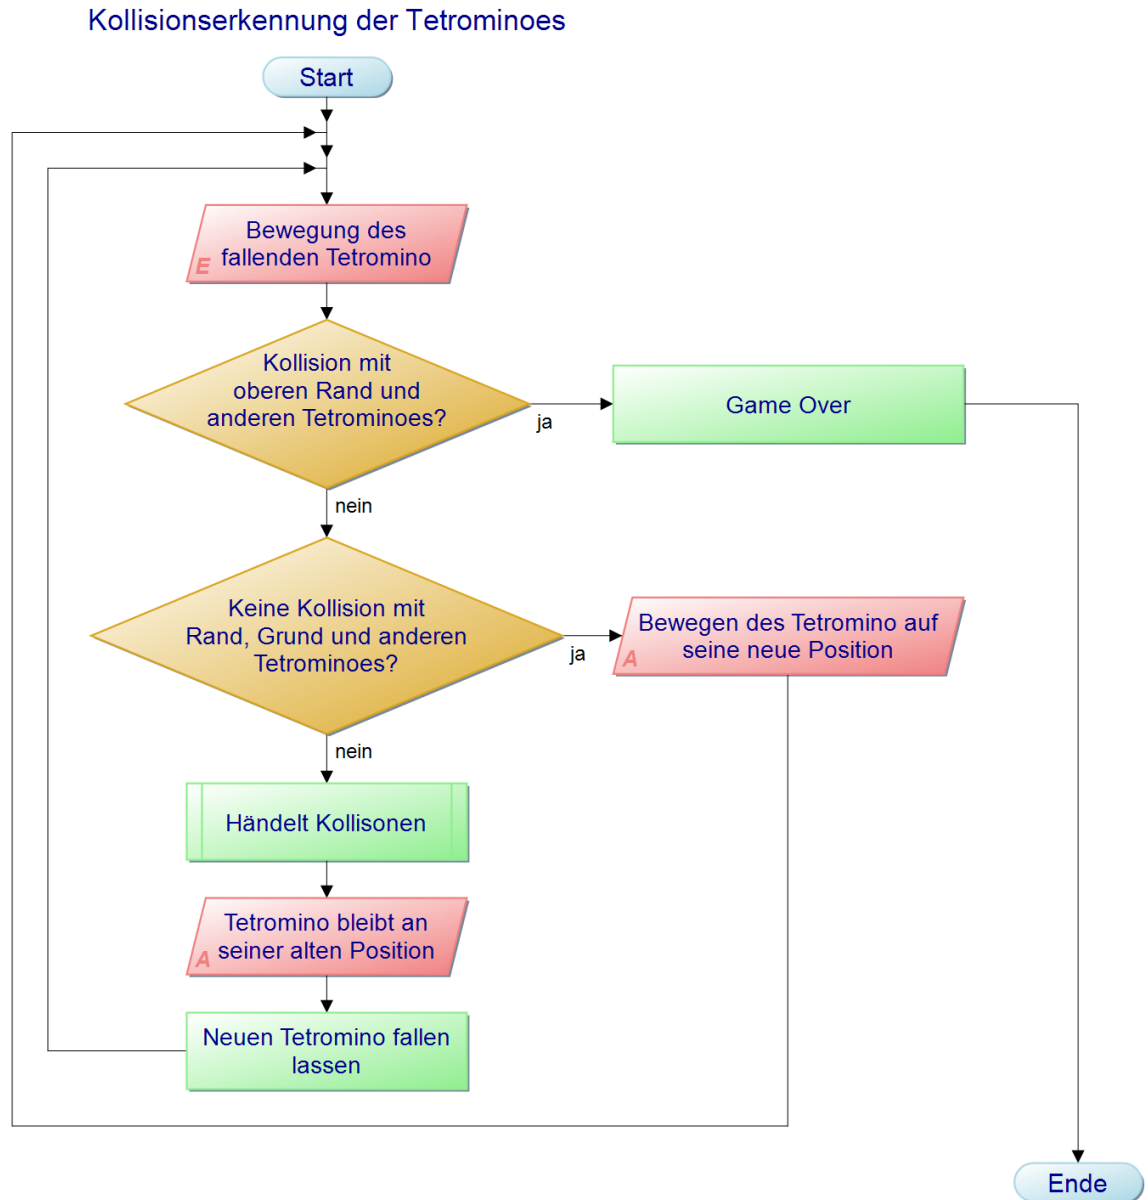 Kollisionserkennung der Tetrominoes
Start
Bewegung des
fallenden Tetromino
E
Kollision mit
oberen Rand und
anderen Tetrominoes?
ja
Game Over
nein
Keine Kollision mit
Rand, Grund und anderen
Tetrominoes?
ja
Bewegen des Tetromino auf
seine neue Position
A
nein
Händelt Kollisonen
Tetromino bleibt an
seiner alten Position
A
Neuen Tetromino fallen
lassen
Ende